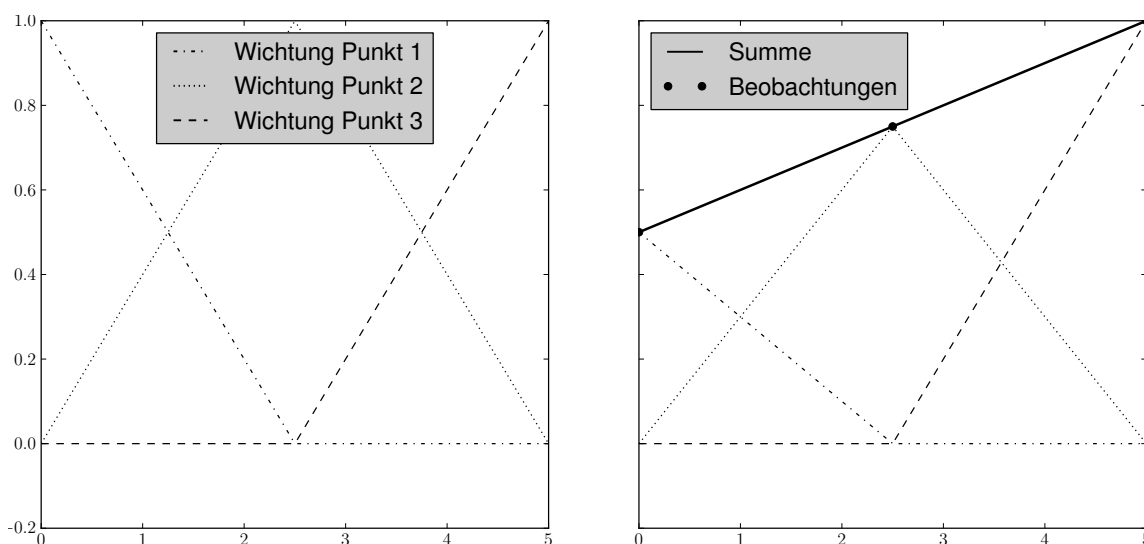 1.0
0.8
0.6
0.4
0.2
0.0
-0.2
0 1 2 3 4 5
Wichtung Punkt 1
Wichtung Punkt 2
Wichtung Punkt 3
0 1 2 3 4 5
Summe
Beobachtungen